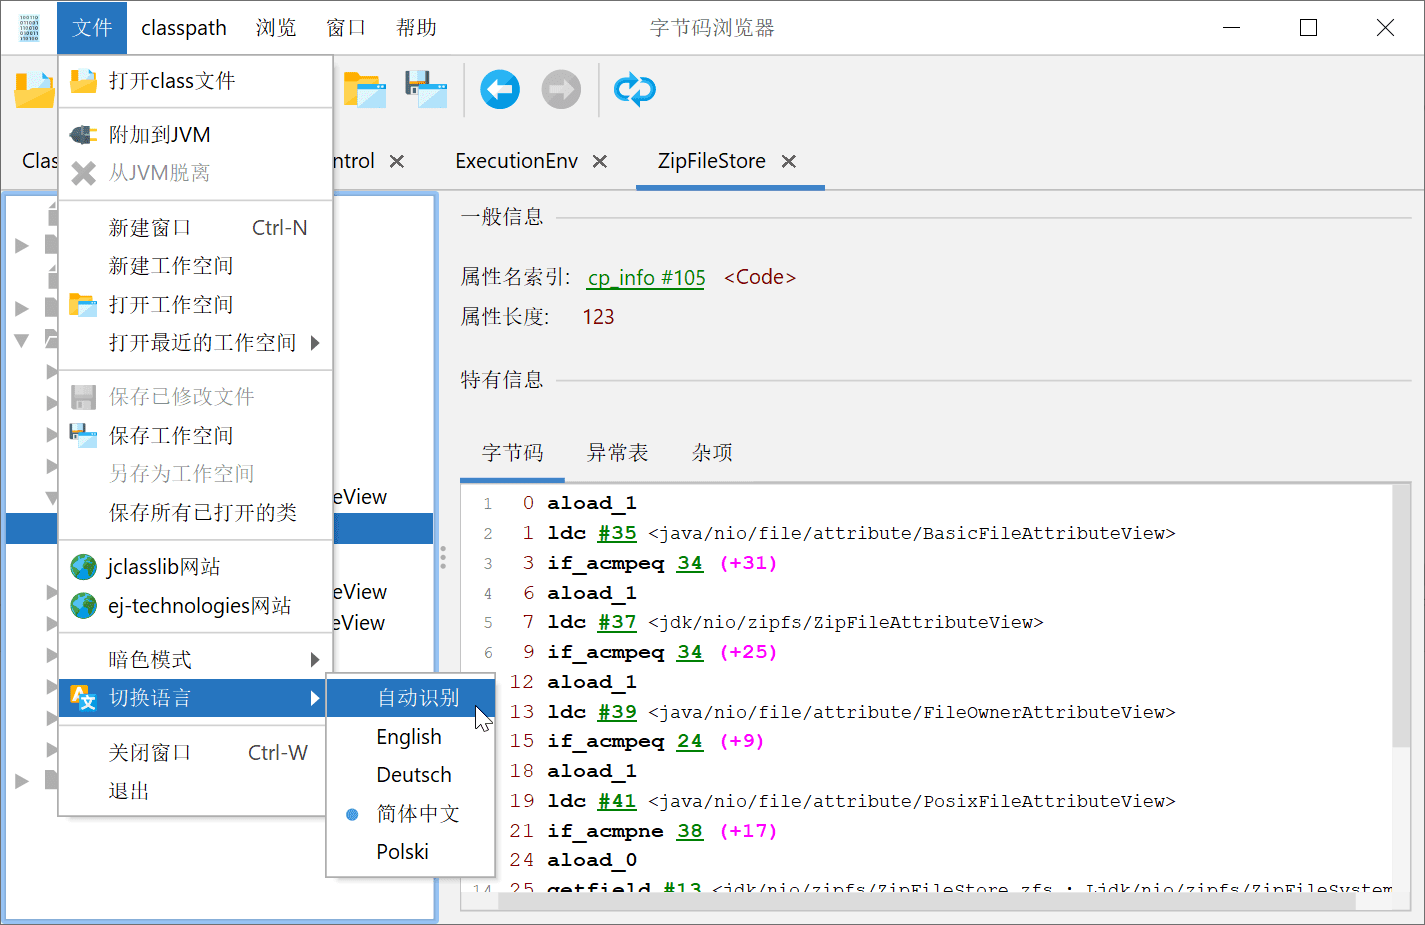 文件 classpath 浏览 窗口 帮助 字节码浏览器
打开class文件
附加到JVM
从JVM脱离
新建窗口 Ctrl-N
新建工作空间
打开工作空间
打开最近的工作空间
保存已修改文件
保存工作空间
另存为工作空间
保存所有已打开的类
jclasslib网站
ej-technologies网站
暗色模式
切换语言
关闭窗口 Ctrl-W
退出
自动识别
English
Deutsch
简体中文
Polski
Clas
ntrol ExecutionEnv ZipFileStore
eView
eView
eView
一般信息
属性名索引: cp_info #105 <Code>
属性长度: 123
特有信息
字节码 异常表 杂项
1 0 aload_1
2 1 ldc #35 <java/nio/file/attribute/BasicFileAttributeView>
3 3 if_acmpeq 34 (+31)
4 6 aload_1
5 7 ldc #37 <jdk/nio/zipfs/ZipFileAttributeView>
6 9 if_acmpeq 34 (+25)
12 aload_1
13 ldc #39 <java/nio/file/attribute/FileOwnerAttributeView>
15 if_acmpeq 24 (+9)
18 aload_1
19 ldc #41 <java/nio/file/attribute/PosixFileAttributeView>
21 if_acmpne 38 (+17)
24 aload_0
14 25 getfield #13 <jdk/nio/zipfs/ZipFileStore.zfs : Ljdk/nio/zipfs/ZipFileSystem